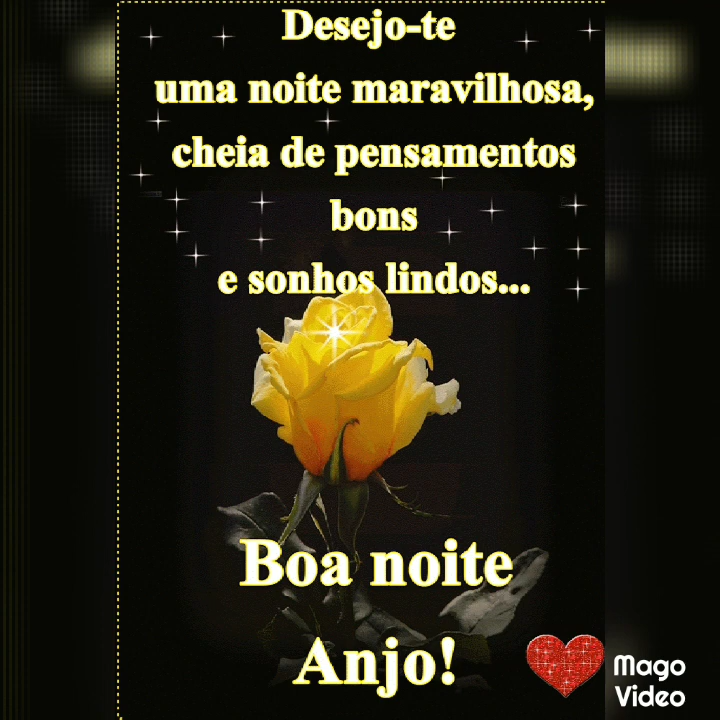 Desejo-te
uma noite maravilhosa,
cheia de pensamentos
bons
e sonhos lindos...
Boa noite
Anjo!
Mago
Video